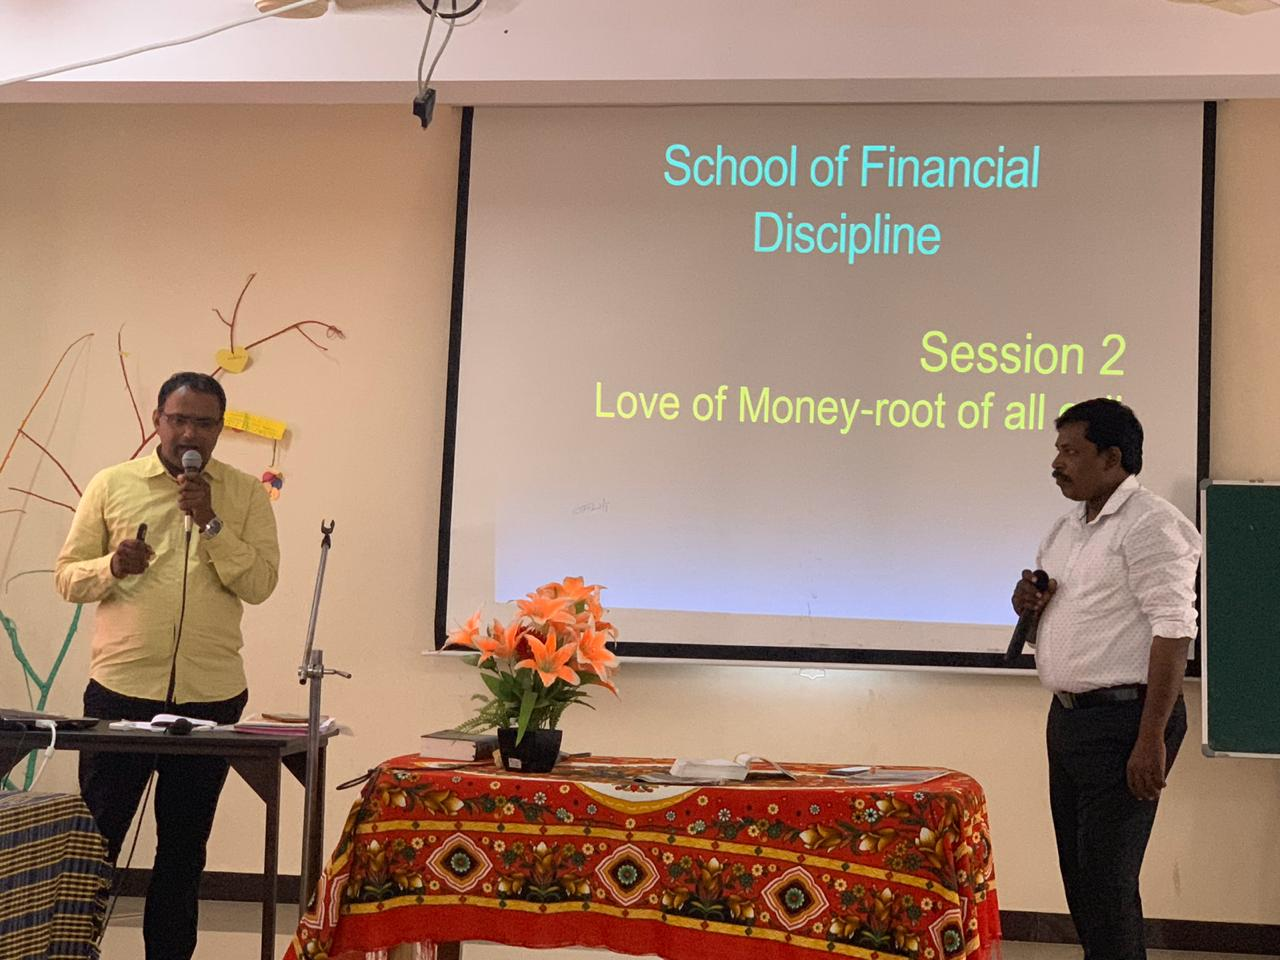 School of Financial
Discipline
Session 2
Love of Money-root of all